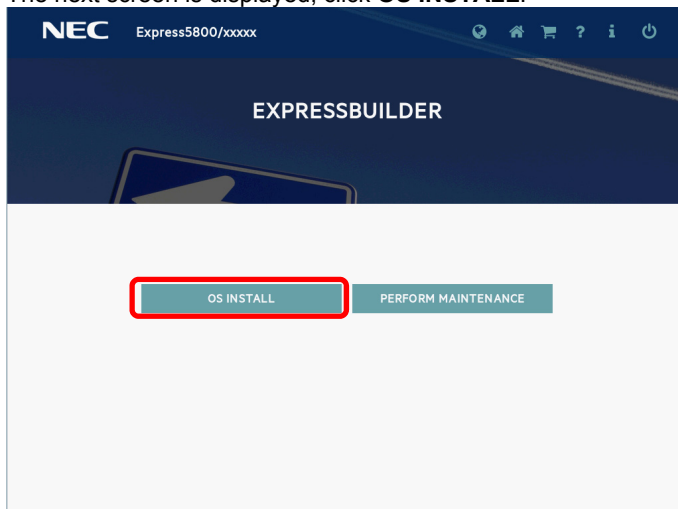 The next screen is displayed, click OS INSTALL.
NEC Express5800/xxxxx ? i
EXPRESSBUILDER
OS INSTALL PERFORM MAINTENANCE